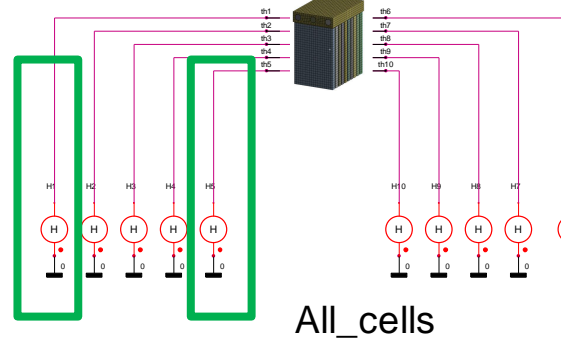 th1 th6
th2 th7
th3 th8
th4 th9
th5 th10
H1 H2 H3 H4 H5 H10 H9 H8 H7
H H H H H H H H H
0 0 0 0 0 0 0 0 0
All_cells